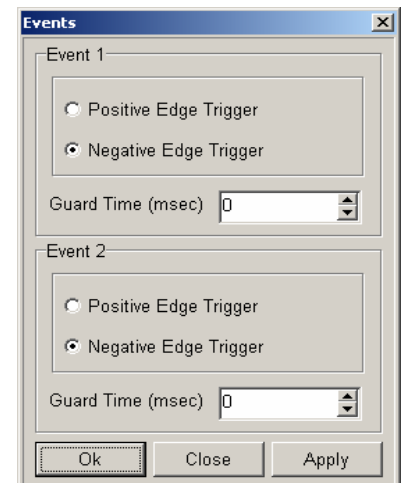 Events
Event 1
Positive Edge Trigger
Negative Edge Trigger
Guard Time (msec) 0
Event 2
Positive Edge Trigger
Negative Edge Trigger
Guard Time (msec) 0
Ok Close Apply